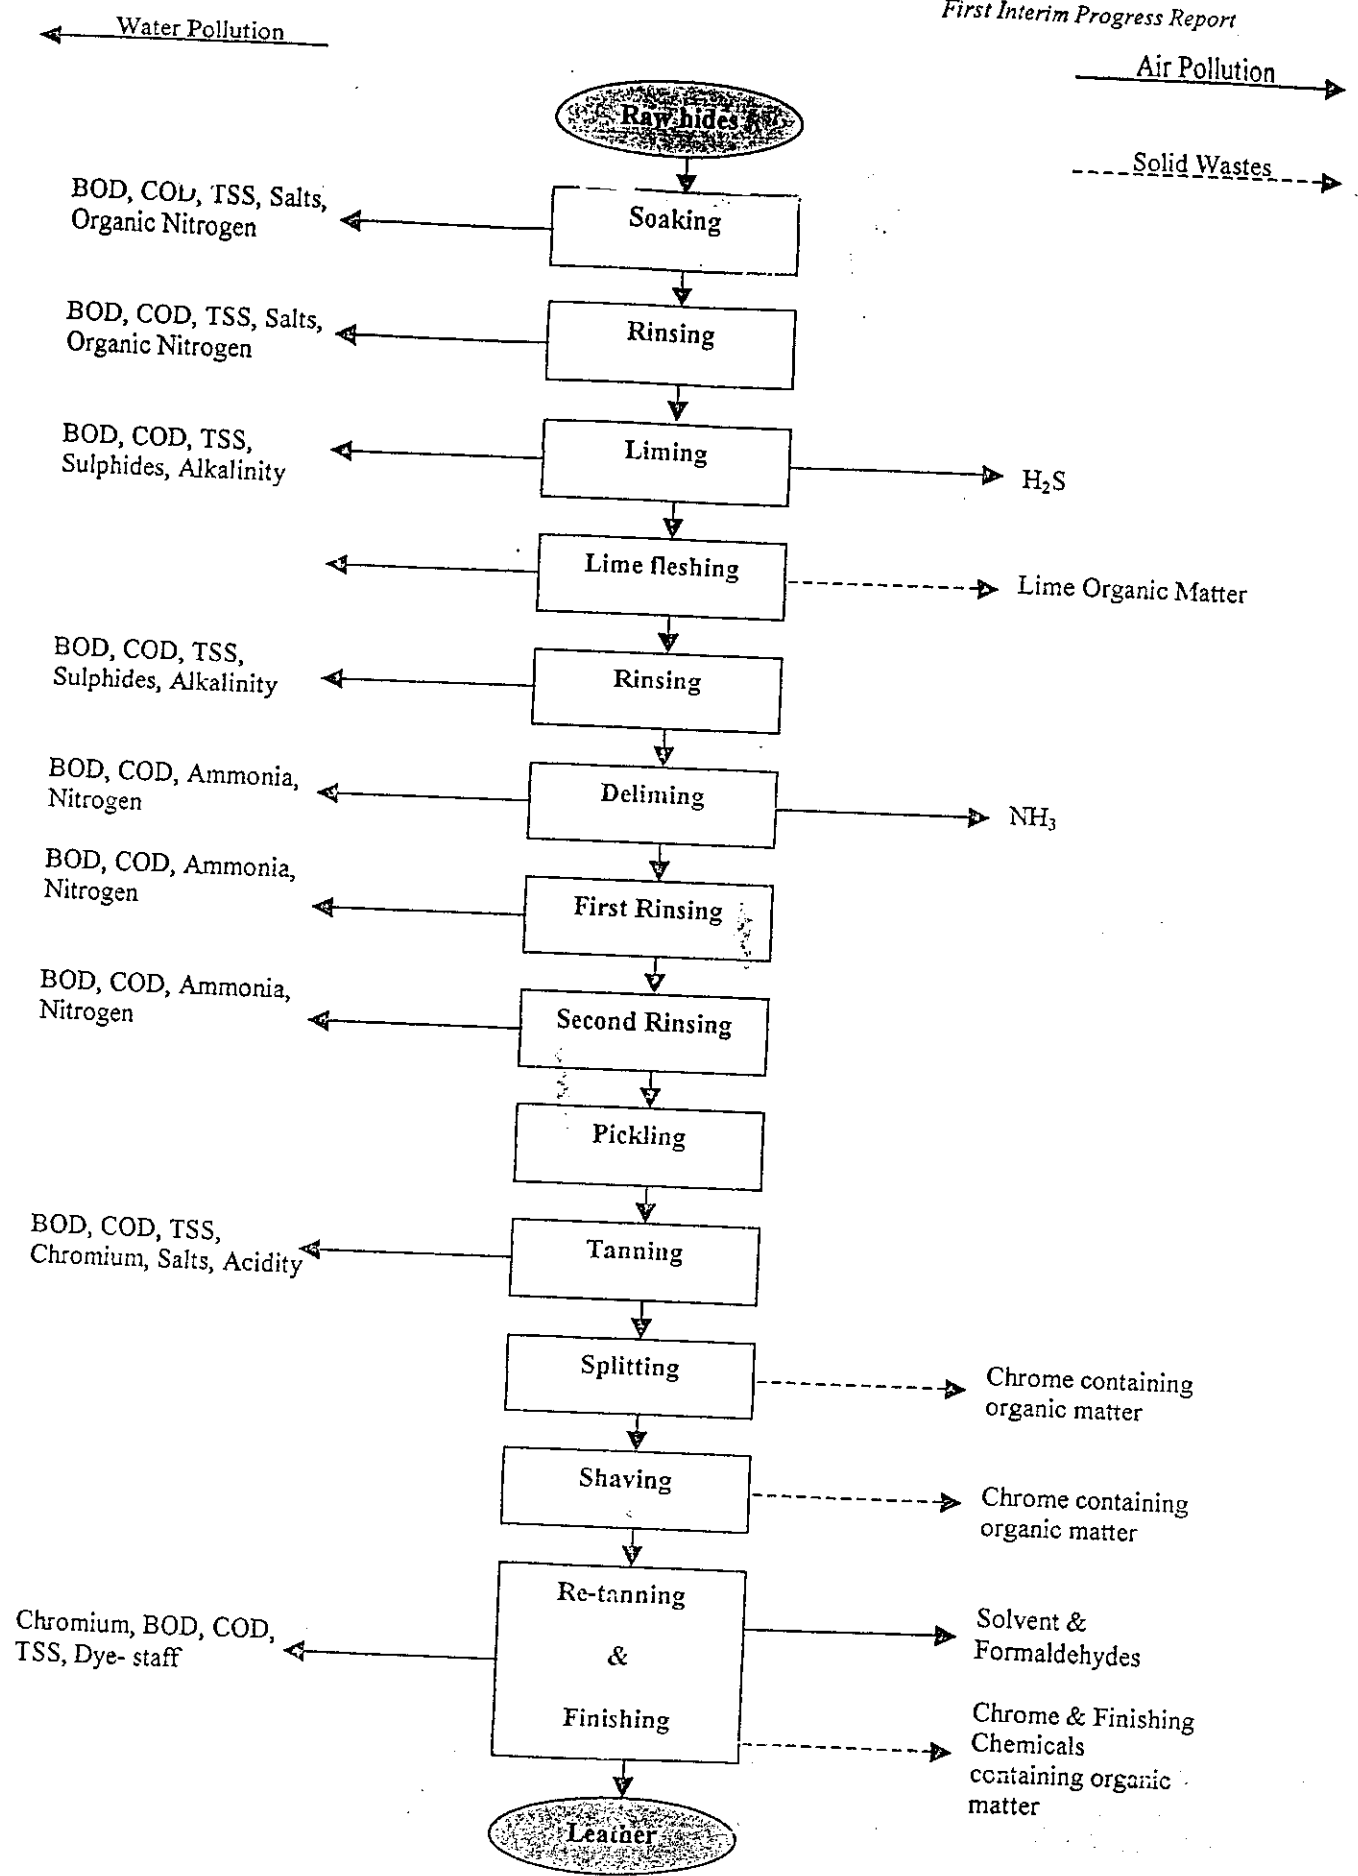 First Interim Progress Report
Water Pollution
Air Pollution
Solid Wastes
Raw hides
BOD, COD, TSS, Salts,
Organic Nitrogen
Soaking
BOD, COD, TSS, Salts,
Organic Nitrogen
Rinsing
BOD, COD, TSS,
Sulphides, Alkalinity
Liming
H₂S
Lime fleshing
Lime Organic Matter
BOD, COD, TSS,
Sulphides, Alkalinity
Rinsing
BOD, COD, Ammonia,
Nitrogen
Deliming
NH₃
BOD, COD, Ammonia,
Nitrogen
First Rinsing
BOD, COD, Ammonia,
Nitrogen
Second Rinsing
Pickling
BOD, COD, TSS,
Chromium, Salts, Acidity
Tanning
Splitting
Chrome containing
organic matter
Shaving
Chrome containing
organic matter
Chromium, BOD, COD,
TSS, Dye- staff
Re-tanning
&
Finishing
Solvent &
Formaldehydes
Chrome & Finishing
Chemicals
containing organic
matter
Leather